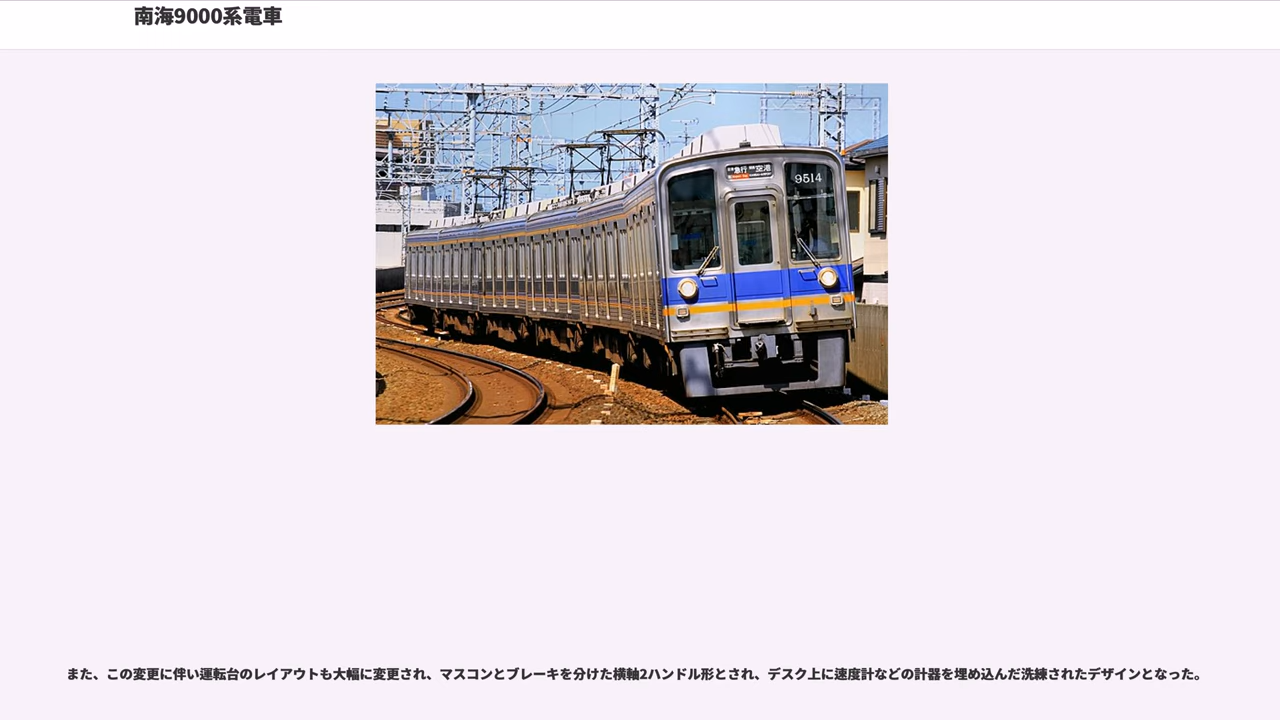 南海9000系電車
急行 空港
9514
また、この変更に伴い運転台のレイアウトも大幅に変更され、マスコンとブレーキを分けた横軸2ハンドル形とされ、デスク上に速度計などの計器を埋め込んだ洗練されたデザインとなった。